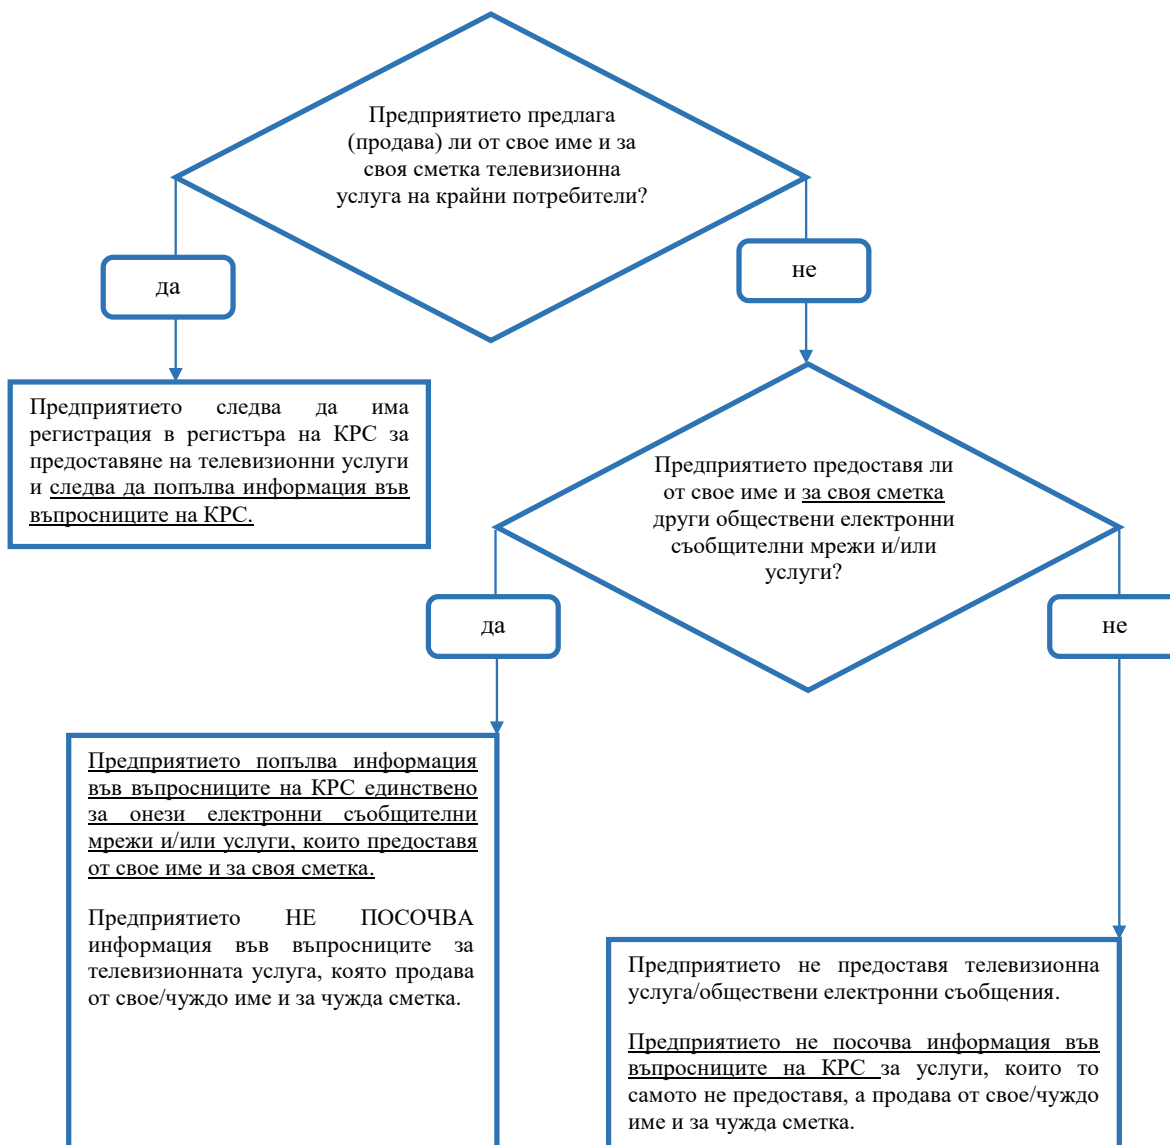 Предприятието предлага
(продава) ли от свое име и за
своя сметка телевизионна
услуга на крайни потребители?
да
не
Предприятието следва да има
регистрация в регистъра на КРС за
предоставяне на телевизионни услуги
и следва да попълва информация във
въпросниците на КРС.
Предприятието предоставя ли
от свое име и за своя сметка
други обществени електронни
съобщителни мрежи и/или
услуги?
да
не
Предприятието попълва информация
във въпросниците на КРС единствено
за онези електронни съобщителни
мрежи и/или услуги, които предоставя
от свое име и за своя сметка.
Предприятието НЕ ПОСОЧВА
информация във въпросниците за
телевизионната услуга, която продава
от свое/чуждо име и за чужда сметка.
Предприятието не предоставя телевизионна
услуга/обществени електронни съобщения.
Предприятието не посочва информация във
въпросниците на КРС за услуги, които то
самото не предоставя, а продава от свое/чуждо
име и за чужда сметка.